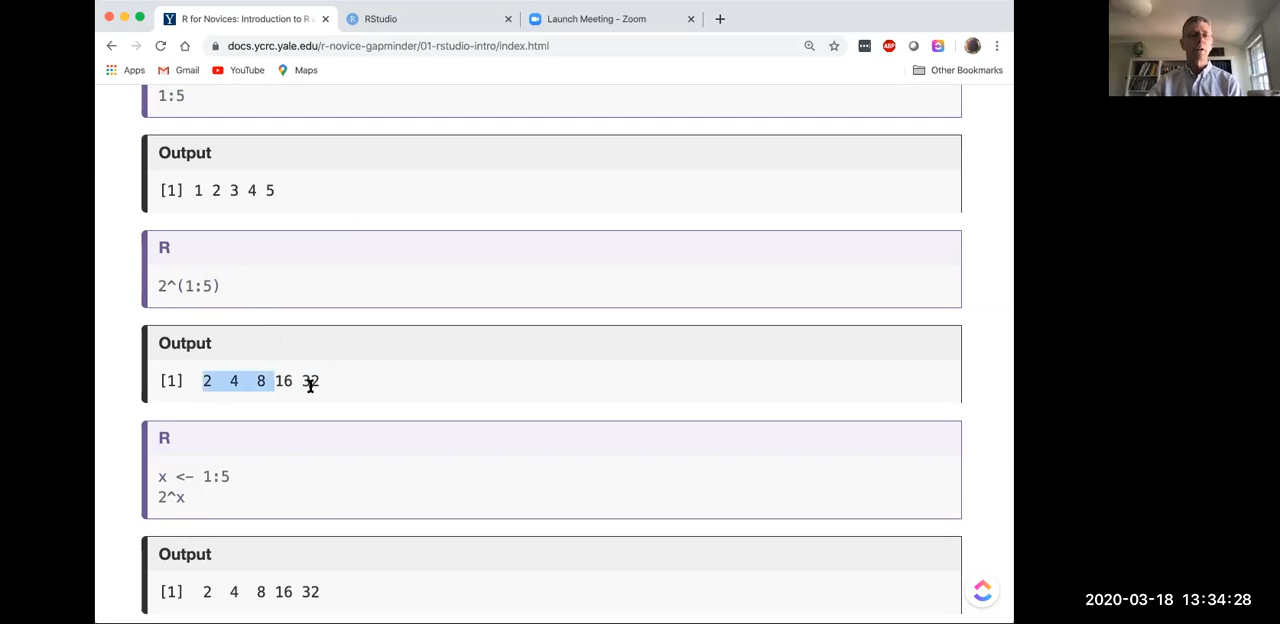 R for Novices: Introduction to R a
RStudio
Launch Meeting - Zoom
docs.ycrc.yale.edu/r-novice-gapminder/01-rstudio-intro/index.html
ABP
Apps Gmail YouTube Maps Other Bookmarks
1:5
Output
[1] 1 2 3 4 5
R
2^(1:5)
Output
[1] 2 4 8 16 32
R
x <- 1:5
2^x
Output
[1] 2 4 8 16 32
2020-03-18 13:34:28